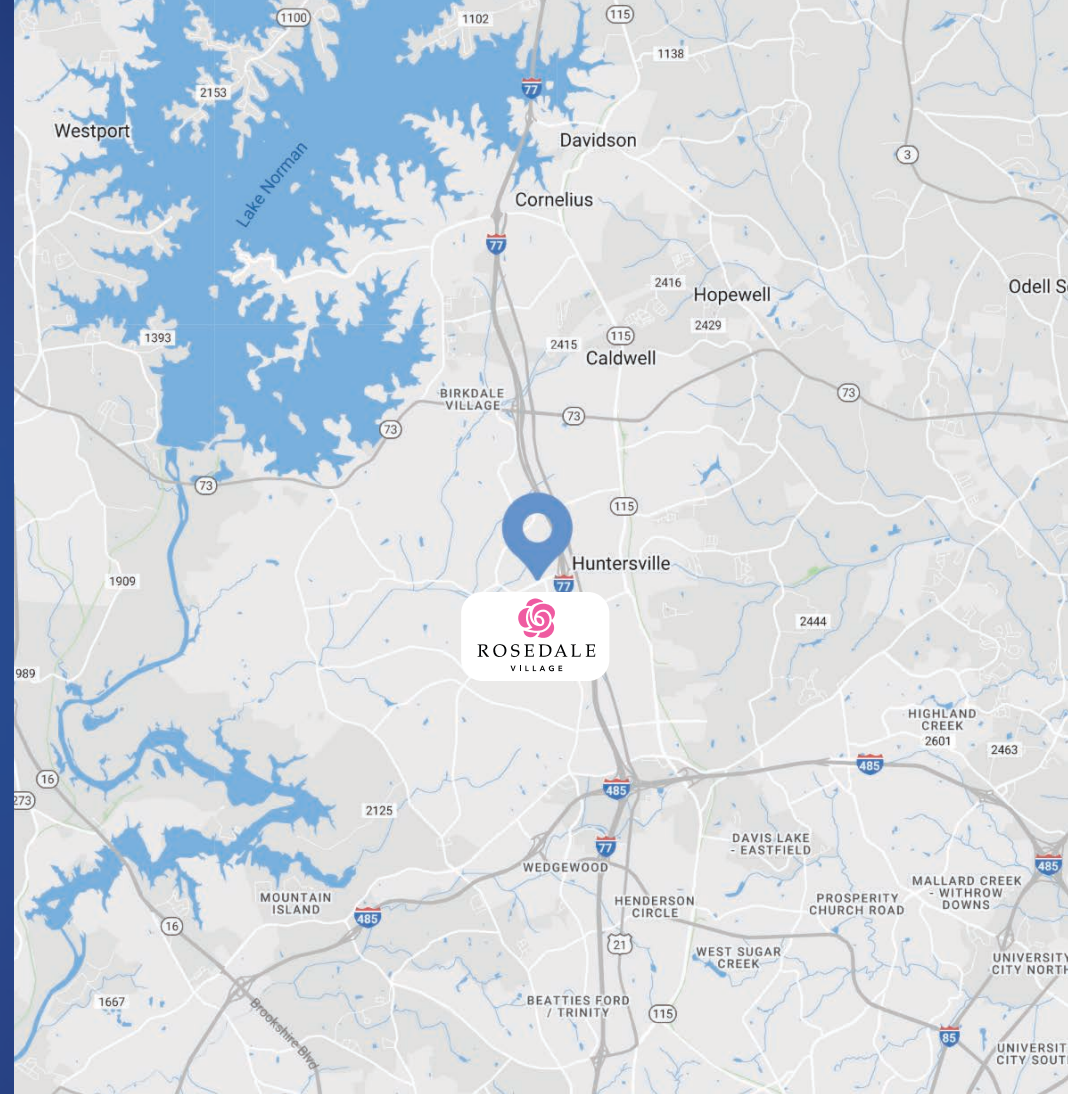 1100
1102
115
1138
77
2153
Westport
Davidson
3
Lake Norman
Cornelius
77
2416
Hopewell
Odell S
2429
1393
115
2415
Caldwell
BIRKDALE
VILLAGE
73
73
73
73
115
Huntersville
77
1909
ROSEDALE
VILLAGE
2444
989
HIGHLAND
CREEK
2601
2463
485
16
485
273
2125
77
DAVIS LAKE
- EASTFIELD
485
WEDGEWOOD
MALLARD CREEK
- WITHROW
DOWNS
MOUNTAIN
ISLAND
HENDERSON
CIRCLE
PROSPERITY
CHURCH ROAD
485
16
21
WEST SUGAR
CREEK
UNIVERSITY
CITY NORTH
1667
BEATTIES FORD
/ TRINITY
115
Brookshire Blvd
85
UNIVERSIT
CITY SOUT